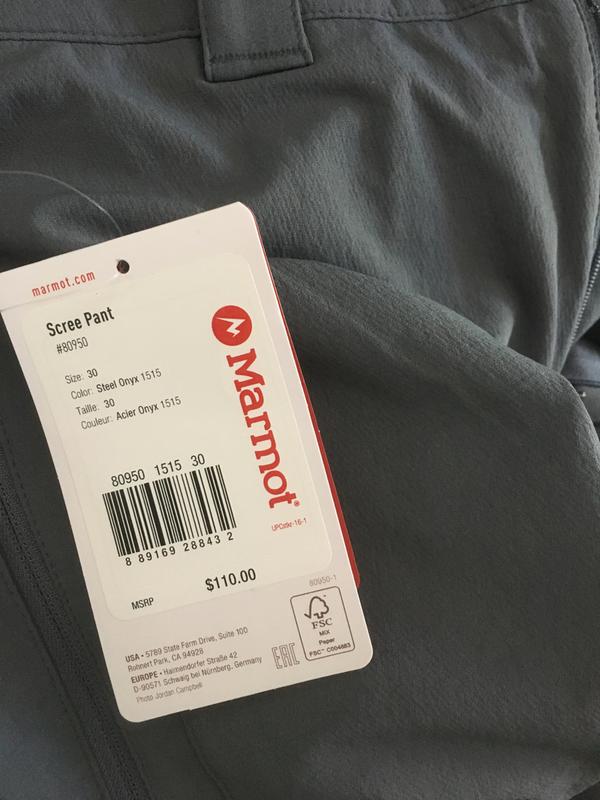 marmot.com
Scree Pant
#80950
Size: 30
Color: Steel Onyx 1515
Taille: 30
Couleur: Acier Onyx 1515
Marmot®
80950 1515 30
8 89169 28843 2
UPCstkr-16-1
MSRP $110.00
80950-1
FSC
MIX
Paper
FSC™ C004883
EAC
USA • 5789 State Farm Drive, Suite 100
Rohnert Park, CA 94928
EUROPE • Haimendorfer Straße 42
D-90571 Schwaig bei Nürnberg, Germany
Photo Jordan Campbell